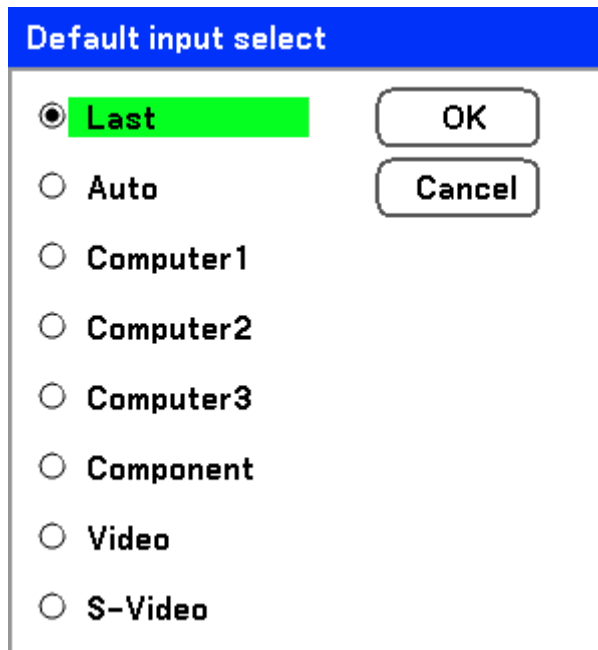 Default input select
Last
OK
Auto
Cancel
Computer1
Computer2
Computer3
Component
Video
S-Video